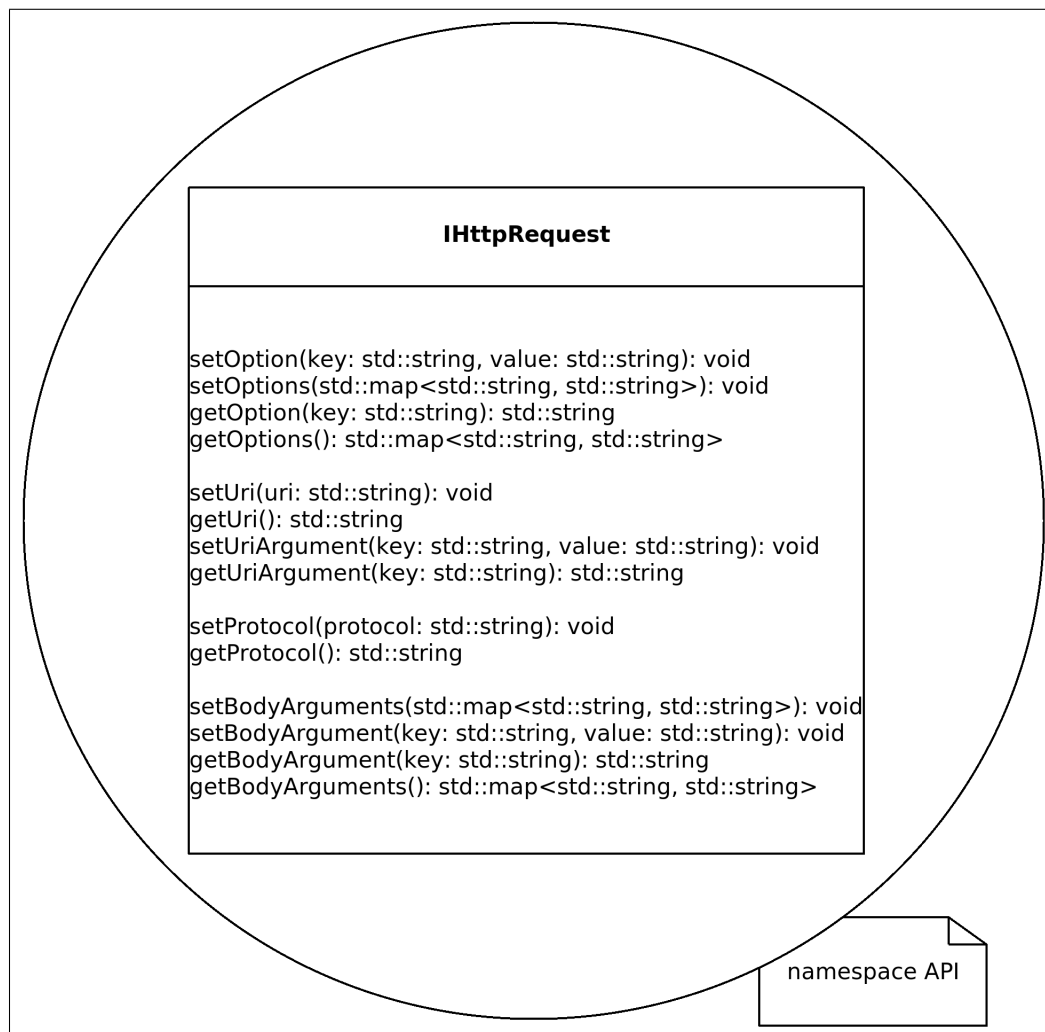 IHttpRequest
setOption(key: std::string, value: std::string): void
setOptions(std::map<std::string, std::string>): void
getOption(key: std::string): std::string
getOptions(): std::map<std::string, std::string>
setUri(uri: std::string): void
getUri(): std::string
setUriArgument(key: std::string, value: std::string): void
getUriArgument(key: std::string): std::string
setProtocol(protocol: std::string): void
getProtocol(): std::string
setBodyArguments(std::map<std::string, std::string>): void
setBodyArgument(key: std::string, value: std::string): void
getBodyArgument(key: std::string): std::string
getBodyArguments(): std::map<std::string, std::string>
namespace API